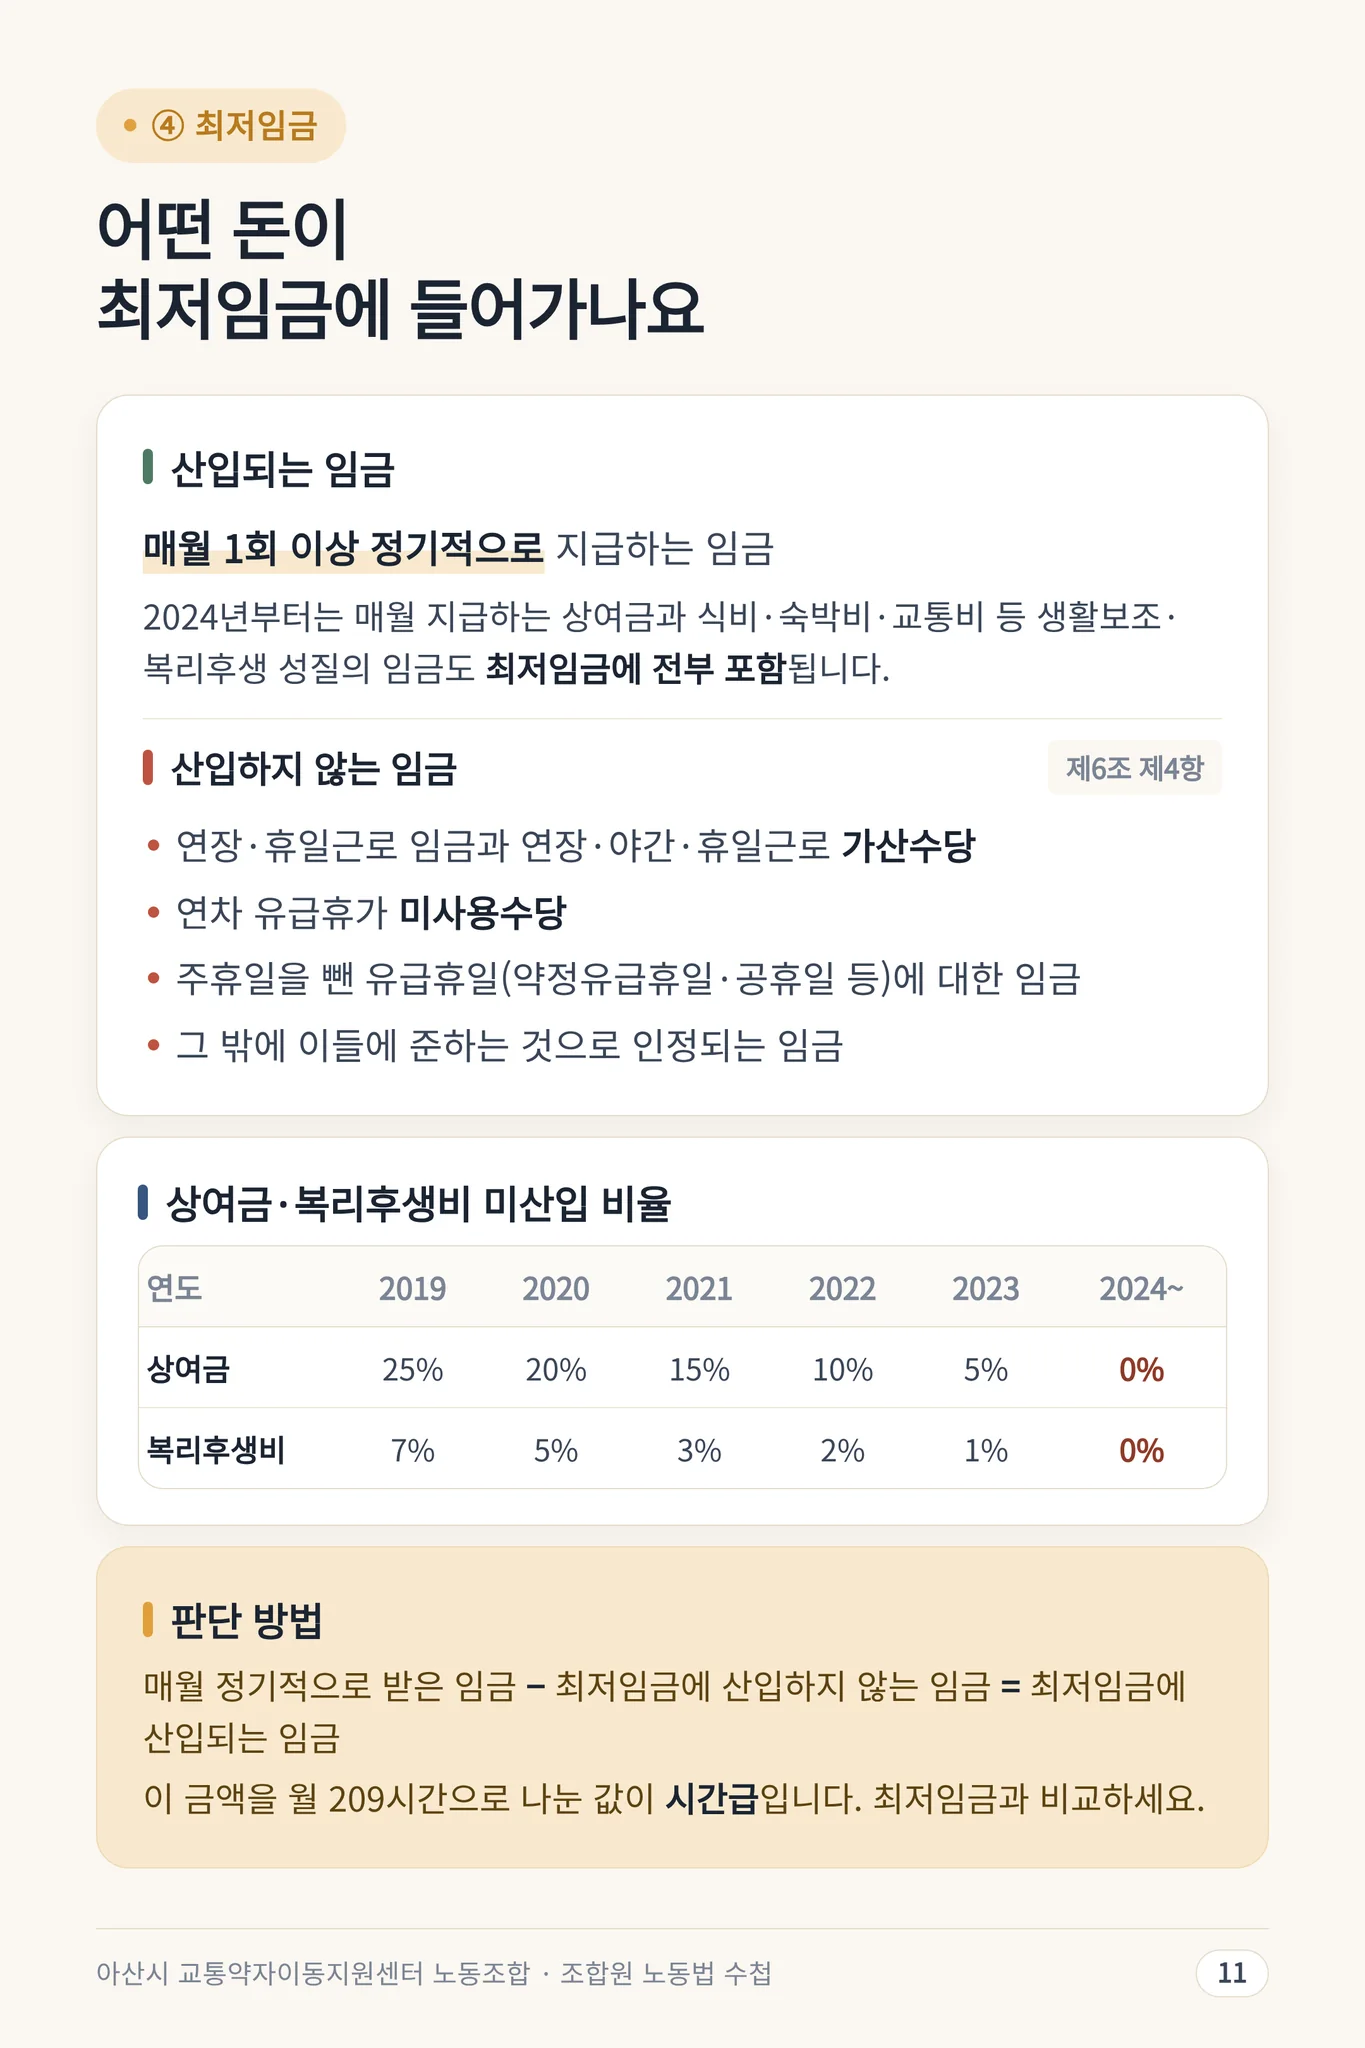 ④ 최저임금
어떤 돈이
최저임금에 들어가나요
산입되는 임금
매월 1회 이상 정기적으로 지급하는 임금
2024년부터는 매월 지급하는 상여금과 식비·숙박비·교통비 등 생활보조·
복리후생 성질의 임금도 최저임금에 전부 포함됩니다.
산입하지 않는 임금 제6조 제4항
• 연장·휴일근로 임금과 연장·야간·휴일근로 가산수당
• 연차 유급휴가 미사용수당
• 주휴일을 뺀 유급휴일(약정유급휴일·공휴일 등)에 대한 임금
• 그 밖에 이들에 준하는 것으로 인정되는 임금
상여금·복리후생비 미산입 비율
연도 2019 2020 2021 2022 2023 2024~
상여금 25% 20% 15% 10% 5% 0%
복리후생비 7% 5% 3% 2% 1% 0%
판단 방법
매월 정기적으로 받은 임금 − 최저임금에 산입하지 않는 임금 = 최저임금에
산입되는 임금
이 금액을 월 209시간으로 나눈 값이 시간급입니다. 최저임금과 비교하세요.
아산시 교통약자이동지원센터 노동조합 · 조합원 노동법 수첩 11